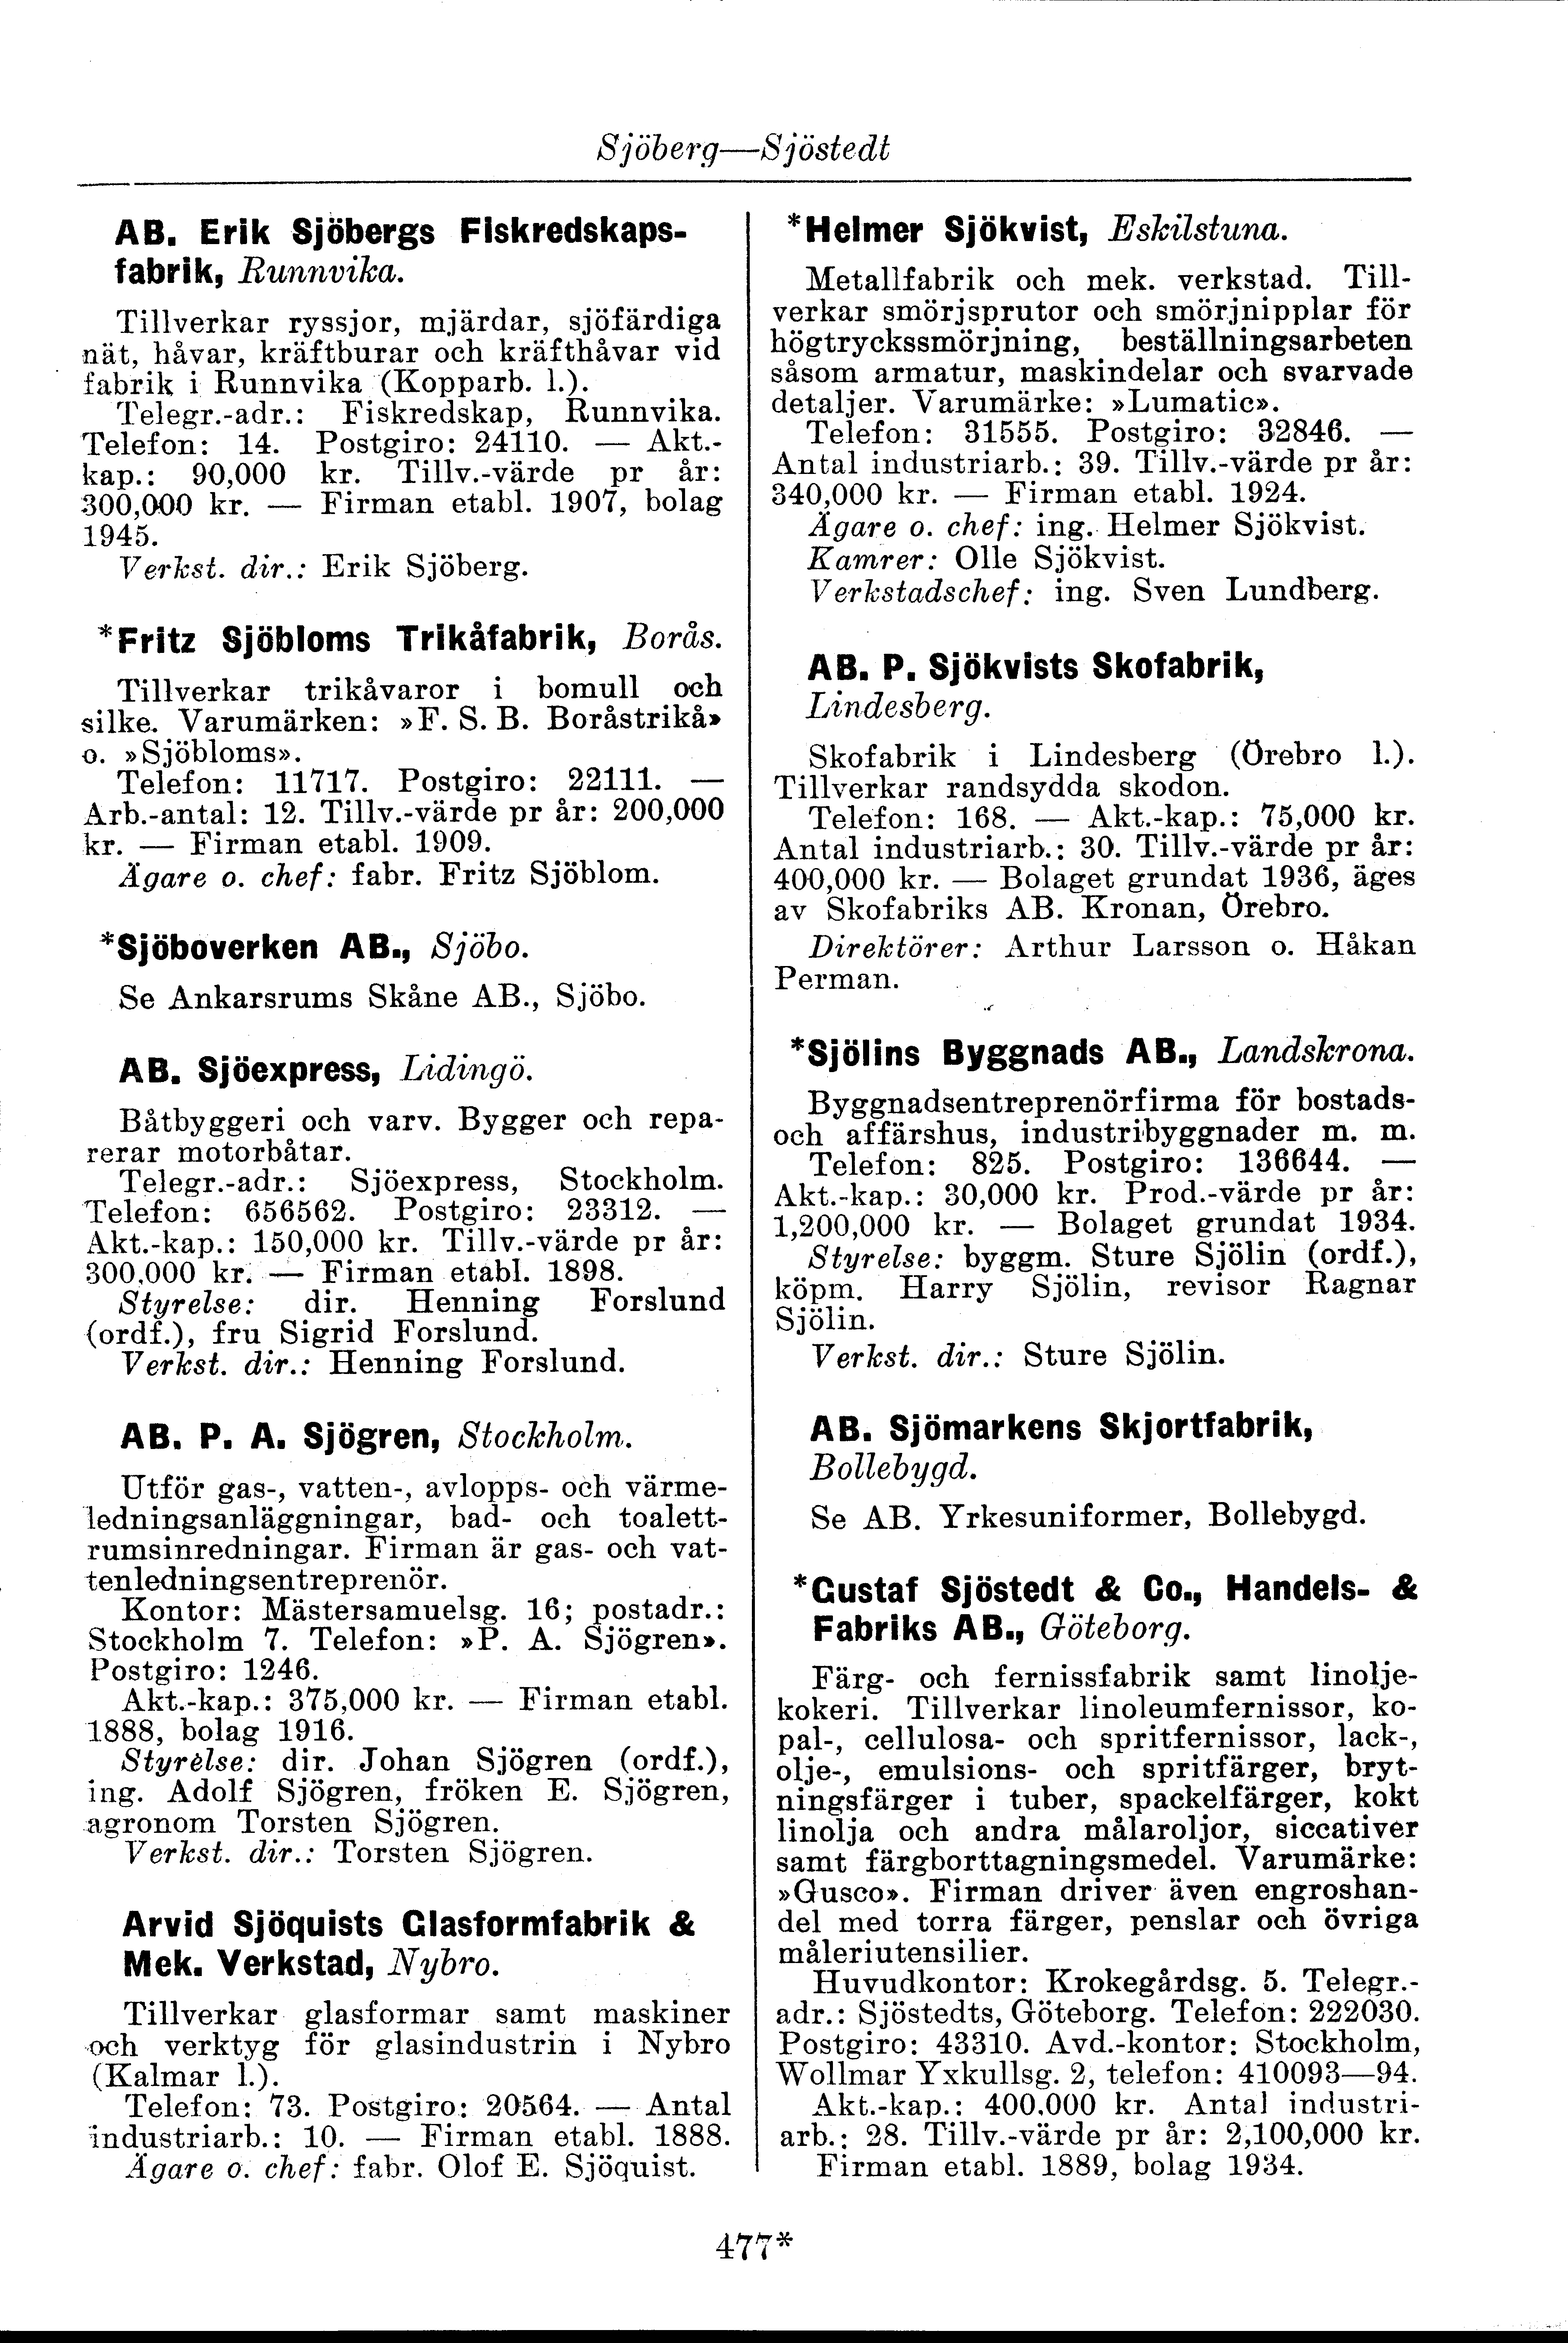 Sjöberg—Sjöstedt
AB. Erik Sjöbergs Fiskredskaps-
fabrik, Runnvika.
Tillverkar ryssjor, mjärdar, sjöfärdiga
nät, håvar, kräftburar och kräfthåvar vid
fabrik i Runnvika (Kopparb. l.).
Telegr.-adr.: Fiskredskap, Runnvika.
Telefon: 14. Postgiro: 24110. — Akt.-
kap.: 90,000 kr. Tillv.-värde pr år:
300,000 kr. — Firman etabl. 1907, bolag
1945.
Verkst. dir.: Erik Sjöberg.
*Fritz Sjöbloms Trikåfabrik, Borås.
Tillverkar trikåvaror i bomull och
silke. Varumärken: »F. S. B. Boråstrikå»
o. »Sjöbloms».
Telefon: 11717. Postgiro: 22111. —
Arb.-antal: 12. Tillv.-värde pr år: 200,000
kr. — Firman etabl. 1909.
Ägare o. chef: fabr. Fritz Sjöblom.
*Sjöboverken AB., Sjöbo.
Se Ankarsrums Skåne AB., Sjöbo.
AB. Sjöexpress, Lidingö.
Båtbyggeri och varv. Bygger och repa-
rerar motorbåtar.
Telegr.-adr.: Sjöexpress, Stockholm.
Telefon: 656562. Postgiro: 23312. —
Akt.-kap.: 150,000 kr. Tillv.-värde pr år:
300,000 kr. — Firman etabl. 1898.
Styrelse: dir. Henning Forslund
(ordf.), fru Sigrid Forslund.
Verkst. dir.: Henning Forslund.
AB. P. A. Sjögren, Stockholm.
Utför gas-, vatten-, avlopps- och värme-
ledningsanläggningar, bad- och toalett-
rumsinredningar. Firman är gas- och vat-
tenledningsentreprenör.
Kontor: Mästersamuelsg. 16; postadr.:
Stockholm 7. Telefon: »P. A. Sjögren».
Postgiro: 1246.
Akt.-kap.: 375,000 kr. — Firman etabl.
1888, bolag 1916.
Styrelse: dir. Johan Sjögren (ordf.),
ing. Adolf Sjögren, fröken E. Sjögren,
agronom Torsten Sjögren.
Verkst. dir.: Torsten Sjögren.
Arvid Sjöquists Glasformfabrik &
Mek. Verkstad, Nybro.
Tillverkar glasformar samt maskiner
och verktyg för glasindustrin i Nybro
(Kalmar l.).
Telefon: 73. Postgiro: 20564. — Antal
industriarb.: 10. — Firman etabl. 1888.
Ägare o. chef: fabr. Olof E. Sjöquist.
*Helmer Sjökvist, Eskilstuna.
Metallfabrik och mek. verkstad. Till-
verkar smörjsprutor och smörjnipplar för
högtryckssmörjning, beställningsarbeten
såsom armatur, maskindelar och svarvade
detaljer. Varumärke: »Lumatic».
Telefon: 31555. Postgiro: 32846. —
Antal industriarb.: 39. Tillv.-värde pr år:
340,000 kr. — Firman etabl. 1924.
Ägare o. chef: ing. Helmer Sjökvist.
Kamrer: Olle Sjökvist.
Verkstadschef: ing. Sven Lundberg.
AB. P. Sjökvists Skofabrik,
Lindesberg.
Skofabrik i Lindesberg (Örebro l.).
Tillverkar randsydda skodon.
Telefon: 168. — Akt.-kap.: 75,000 kr.
Antal industriarb.: 30. Tillv.-värde pr år:
400,000 kr. — Bolaget grundat 1936, äges
av Skofabriks AB. Kronan, Örebro.
Direktörer: Arthur Larsson o. Håkan
Perman.
*Sjölins Byggnads AB., Landskrona.
Byggnadsentreprenörfirma för bostads-
och affärshus, industribyggnader m. m.
Telefon: 825. Postgiro: 136644. —
Akt.-kap.: 30,000 kr. Prod.-värde pr år:
1,200,000 kr. — Bolaget grundat 1934.
Styrelse: byggm. Sture Sjölin (ordf.),
köpm. Harry Sjölin, revisor Ragnar
Sjölin.
Verkst. dir.: Sture Sjölin.
AB. Sjömarkens Skjortfabrik,
Bollebygd.
Se AB. Yrkesuniformer, Bollebygd.
*Gustaf Sjöstedt & Co., Handels- &
Fabriks AB., Göteborg.
Färg- och fernissfabrik samt linolje-
kokeri. Tillverkar linoleumfernissor, ko-
pal-, cellulosa- och spritfernissor, lack-,
olje-, emulsions- och spritfärger, bryt-
ningsfärger i tuber, spackelfärger, kokt
linolja och andra målaroljor, siccativer
samt färgborttagningsmedel. Varumärke:
»Gusco». Firman driver även engroshan-
del med torra färger, penslar och övriga
måleriutensilier.
Huvudkontor: Krokegårdsg. 5. Telegr.-
adr.: Sjöstedts, Göteborg. Telefon: 222030.
Postgiro: 43310. Avd.-kontor: Stockholm,
Wollmar Yxkullsg. 2, telefon: 410093—94.
Akt.-kap.: 400,000 kr. Antal industri-
arb.: 28. Tillv.-värde pr år: 2,100,000 kr.
Firman etabl. 1889, bolag 1934.
477*